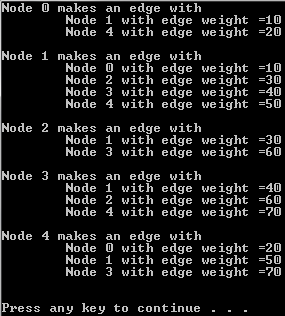 Node 0 makes an edge with
Node 1 with edge weight =10
Node 4 with edge weight =20
Node 1 makes an edge with
Node 0 with edge weight =10
Node 2 with edge weight =30
Node 3 with edge weight =40
Node 4 with edge weight =50
Node 2 makes an edge with
Node 1 with edge weight =30
Node 3 with edge weight =60
Node 3 makes an edge with
Node 1 with edge weight =40
Node 2 with edge weight =60
Node 4 with edge weight =70
Node 4 makes an edge with
Node 0 with edge weight =20
Node 1 with edge weight =50
Node 3 with edge weight =70
Press any key to continue . . .